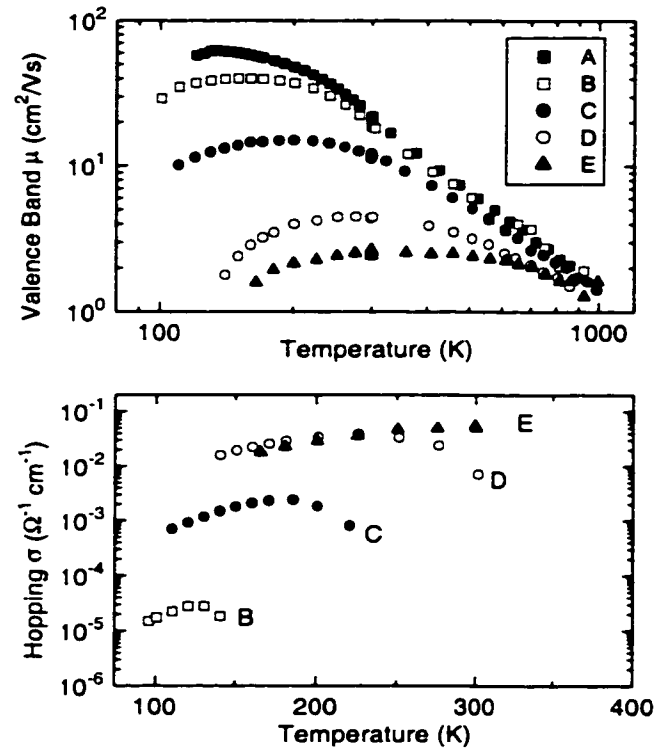 10²
10¹
10⁰
Valence Band μ (cm²/Vs)
A
B
C
D
E
100
1000
Temperature (K)
10⁻¹
10⁻²
10⁻³
10⁻⁴
10⁻⁵
10⁻⁶
Hopping σ (Ω⁻¹ cm⁻¹)
E
D
C
B
100
200
300
400
Temperature (K)